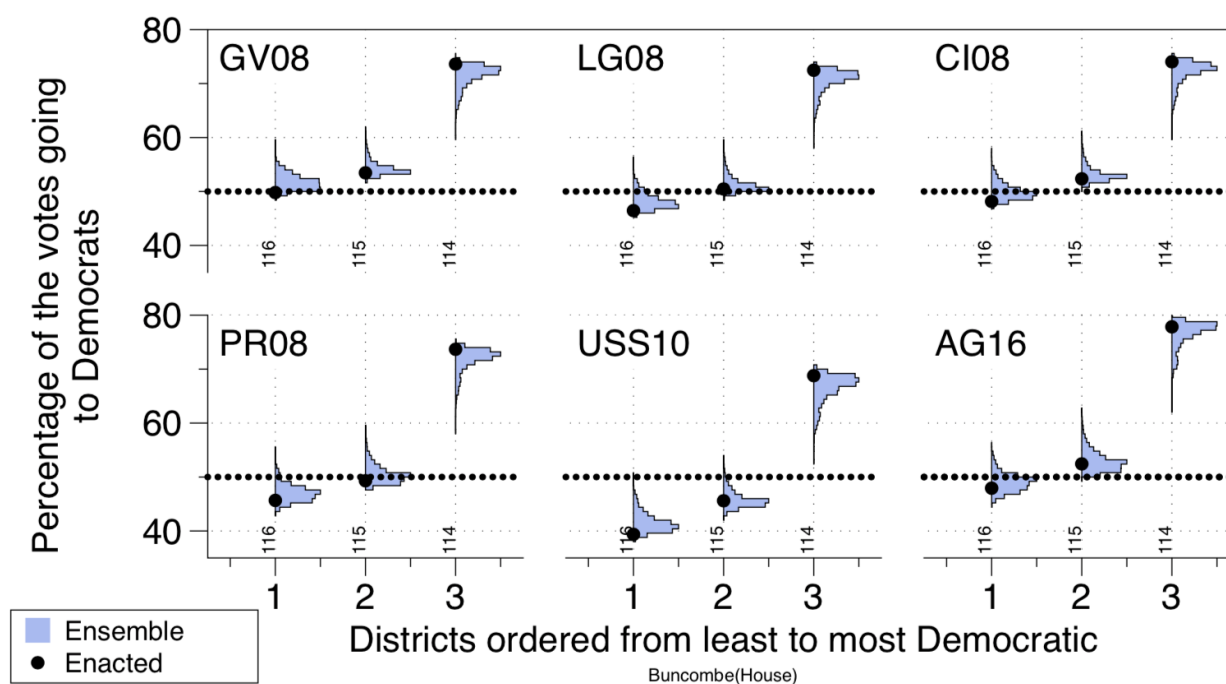 Percentage of the votes going
to Democrats
80
60
40
GV08
116
115
114
LG08
116
115
114
CI08
116
115
114
80
60
40
PR08
116
115
114
USS10
116
115
114
AG16
116
115
114
1 2 3 1 2 3 1 2 3
Districts ordered from least to most Democratic
Buncombe(House)
Ensemble
Enacted